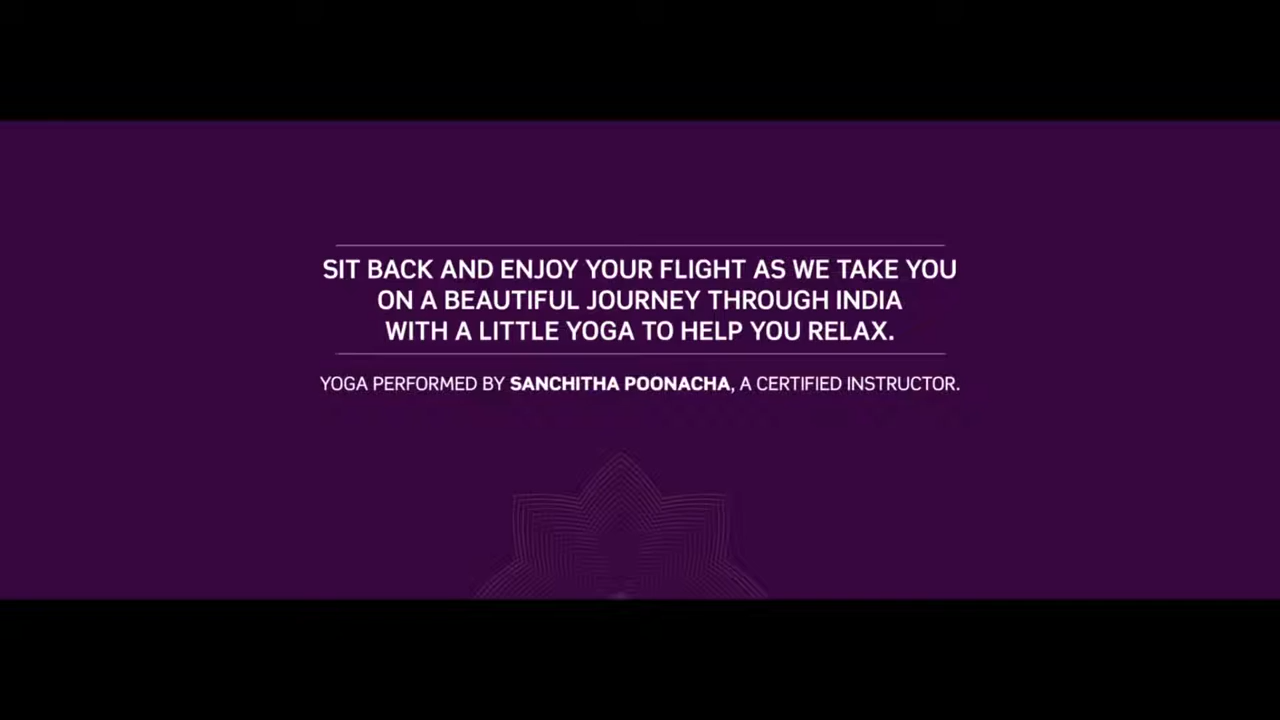 SIT BACK AND ENJOY YOUR FLIGHT AS WE TAKE YOU
ON A BEAUTIFUL JOURNEY THROUGH INDIA
WITH A LITTLE YOGA TO HELP YOU RELAX.
YOGA PERFORMED BY SANCHITHA POONACHA, A CERTIFIED INSTRUCTOR.